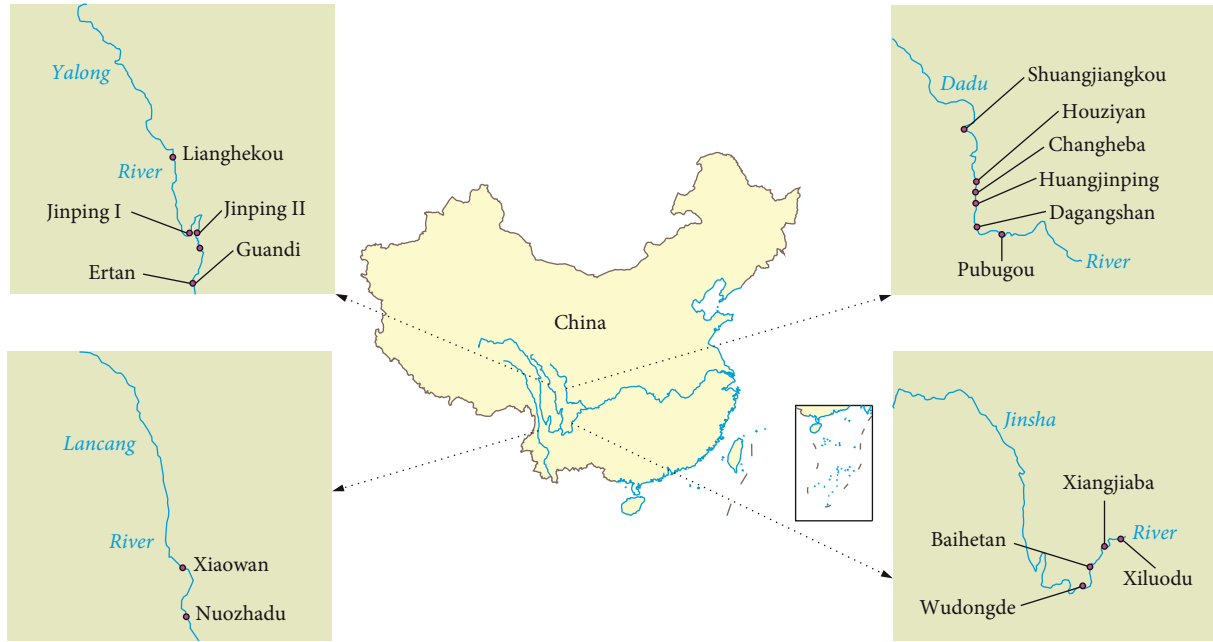 Yalong
River
Lianghekou
Jinping I
Jinping II
Guandi
Ertan
Dadu
Shuangjiangkou
Houziyan
Changheba
Huangjinping
Dagangshan
Pubugou
River
China
Lancang
River
Xiaowan
Nuozhadu
Jinsha
Xiangjiaba
River
Baihetan
Xiluodu
Wudongde